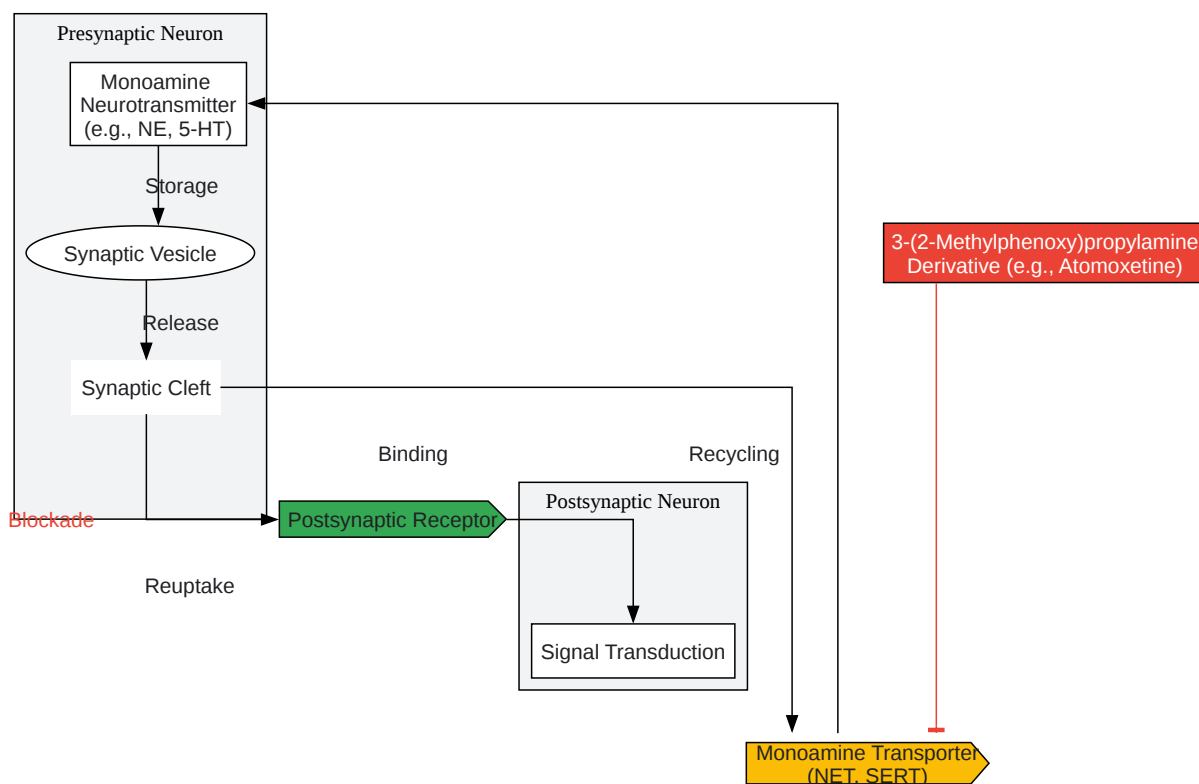 Presynaptic Neuron
Monoamine
Neurotransmitter
(e.g., NE, 5-HT)
Storage
Synaptic Vesicle
3-(2-Methylphenoxy)propylamine
Derivative (e.g., Atomoxetine)
Release
Synaptic Cleft
Binding
Recycling
Postsynaptic Neuron
Blockade
Postsynaptic Receptor
Reuptake
Signal Transduction
Monoamine Transporter
(NET, SERT)